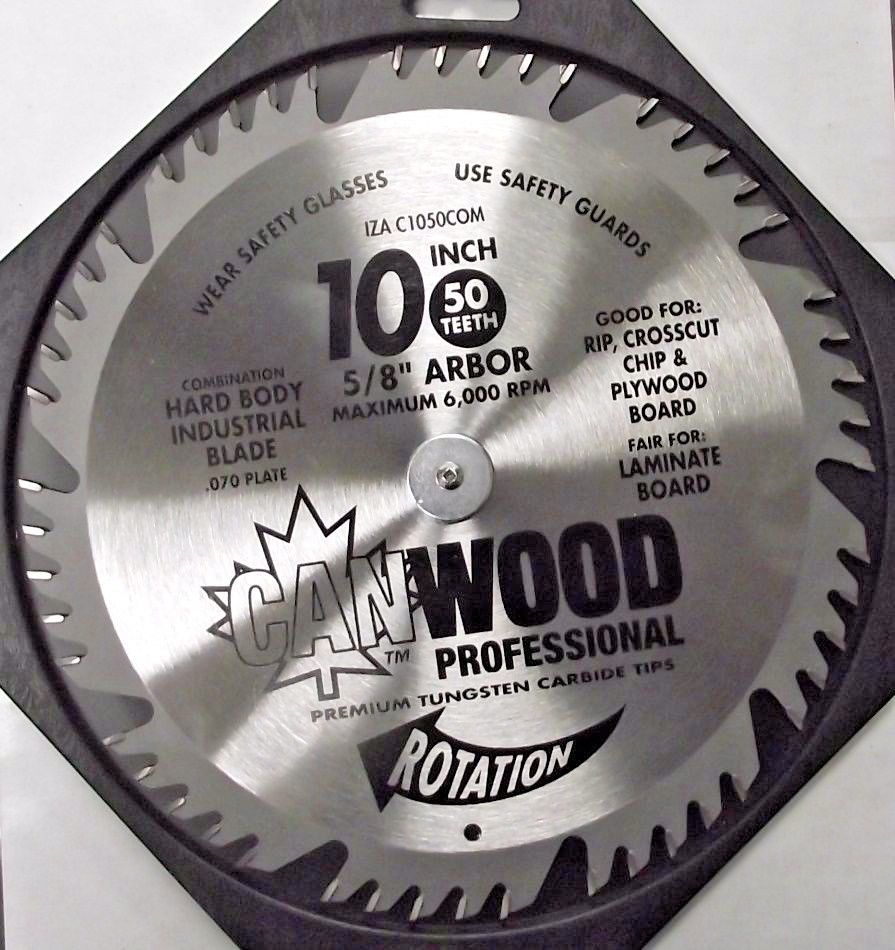 WEAR SAFETY GLASSES
USE SAFETY GUARDS
IZA C1050COM
10 INCH
50
TEETH
5/8" ARBOR
MAXIMUM 6,000 RPM
COMBINATION
HARD BODY
INDUSTRIAL
BLADE
.070 PLATE
GOOD FOR:
RIP, CROSSCUT
CHIP &
PLYWOOD
BOARD
FAIR FOR:
LAMINATE
BOARD
CANWOOD
TM
PROFESSIONAL
PREMIUM TUNGSTEN CARBIDE TIPS
ROTATION